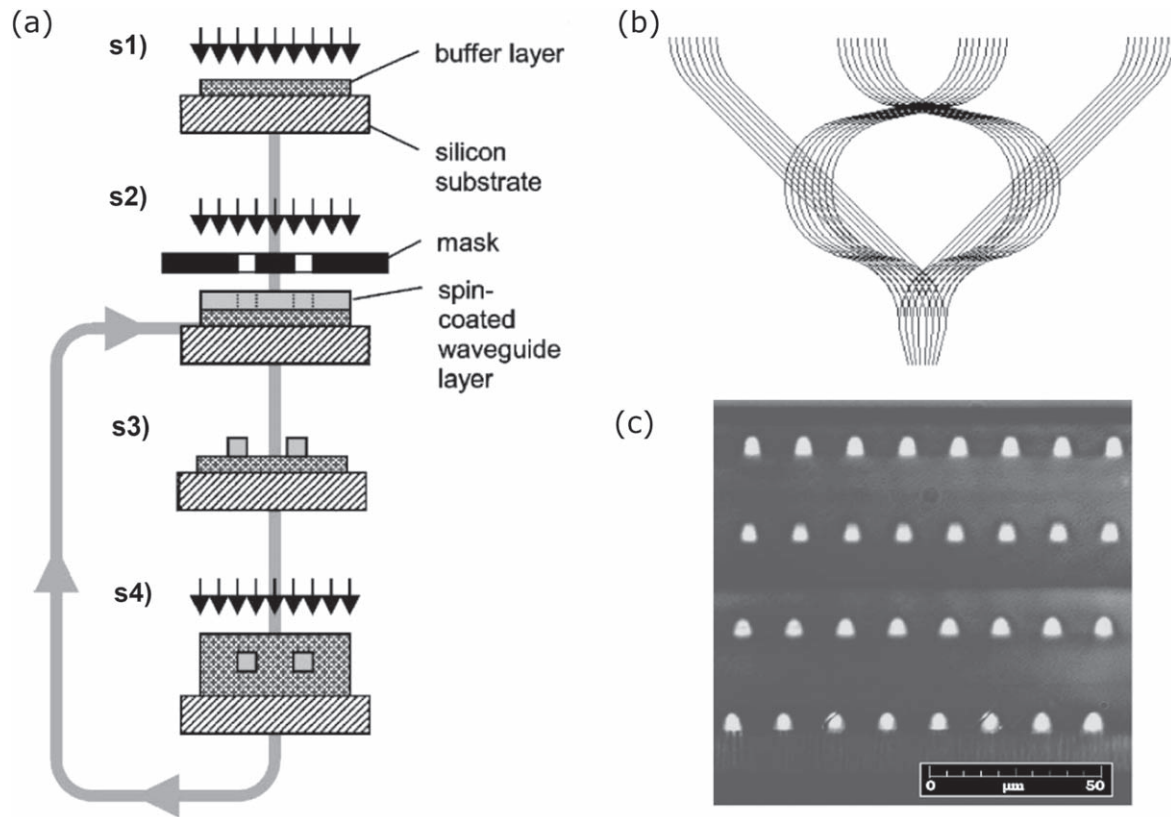 (a)
s1)
buffer layer
silicon
substrate
s2)
mask
spin-
coated
waveguide
layer
s3)
s4)
(b)
(c)
0 µm 50